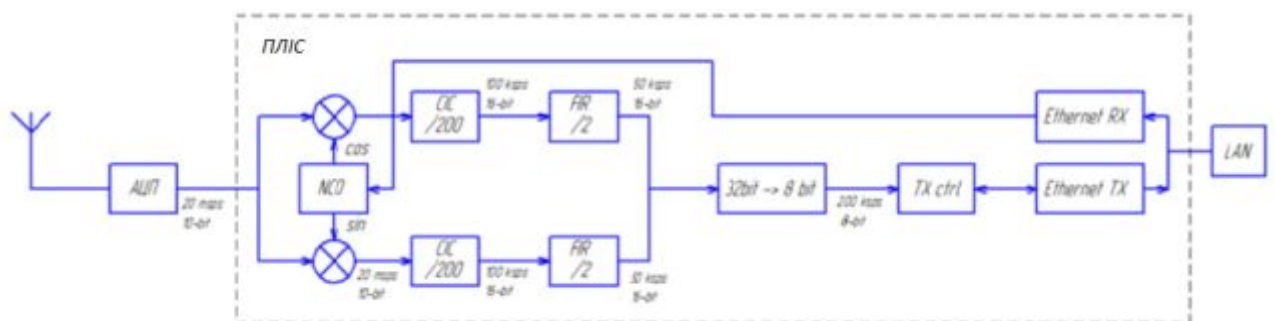 ПЛІС
CIC
/200
100 ksps
16-bit
FIR
/2
50 ksps
16-bit
Ethernet RX
cos
АЦП
20 msps
10-bit
NCO
32bit -> 8 bit
200 ksps
8-bit
TX ctrl
Ethernet TX
LAN
sin
20 msps
10-bit
CIC
/200
100 ksps
16-bit
FIR
/2
50 ksps
16-bit